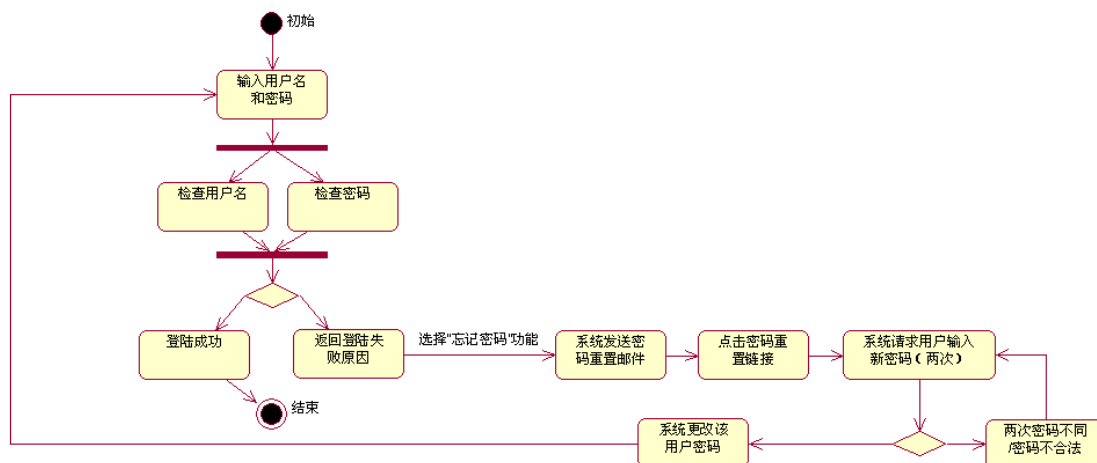 初始
输入用户名
和密码
检查用户名
检查密码
登陆成功
返回登陆失
败原因
选择"忘记密码"功能
系统发送密
码重置邮件
点击密码重
置链接
系统请求用户输入
新密码（两次）
结束
系统更改该
用户密码
两次密码不同
/密码不合法